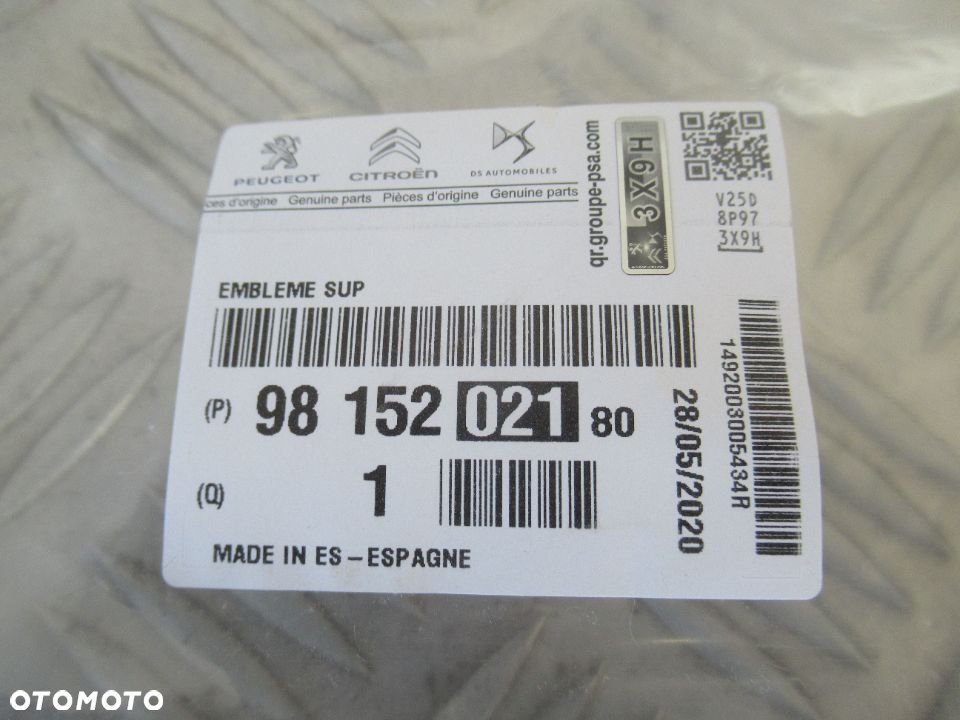 PEUGEOT CITROËN DS AUTOMOBILES
d'origine Genuine parts Pièces d'origine Genuine parts
qr.groupe-psa.com
3X9H
V25D
8P97
3X9H
EMBLEME SUP
(P) 98 152 021 80
(Q) 1
28/05/2020
1492003005434R
MADE IN ES – ESPAGNE
OTOMOTO